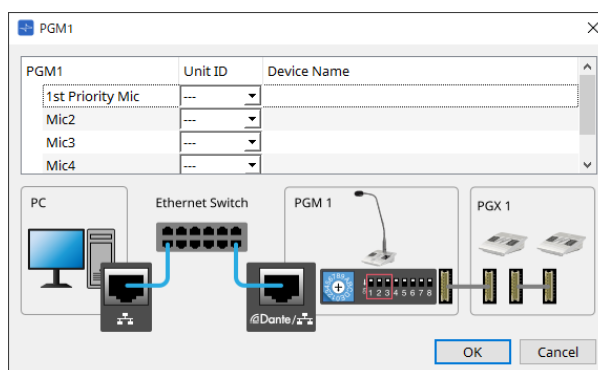 PGM1
PGM1 Unit ID Device Name
1st Priority Mic ---
Mic2 ---
Mic3 ---
Mic4 ---
PC Ethernet Switch PGM 1 PGX 1
1 2 3 4 5 6 7 8
Dante/
OK Cancel